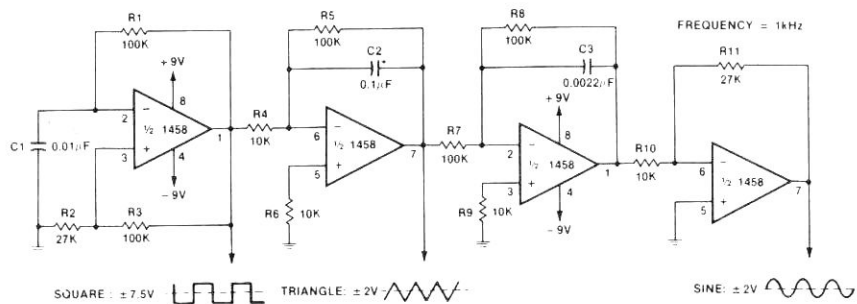 FREQUENCY = 1kHz
R1
100K
R5
100K
R8
100K
C2
0.1µF
C3
0.0022µF
R11
27K
+9V
8
2
−
½ 1458
3
+
4
1
−9V
C1
0.01µF
R2
27K
R3
100K
R4
10K
6
−
½ 1458
5
+
7
R6
10K
R7
100K
+9V
8
2
−
½ 1458
3
+
4
1
−9V
R9
10K
R10
10K
6
−
½ 1458
5
+
7
SQUARE : ±7.5V
TRIANGLE: ±2V
SINE: ±2V